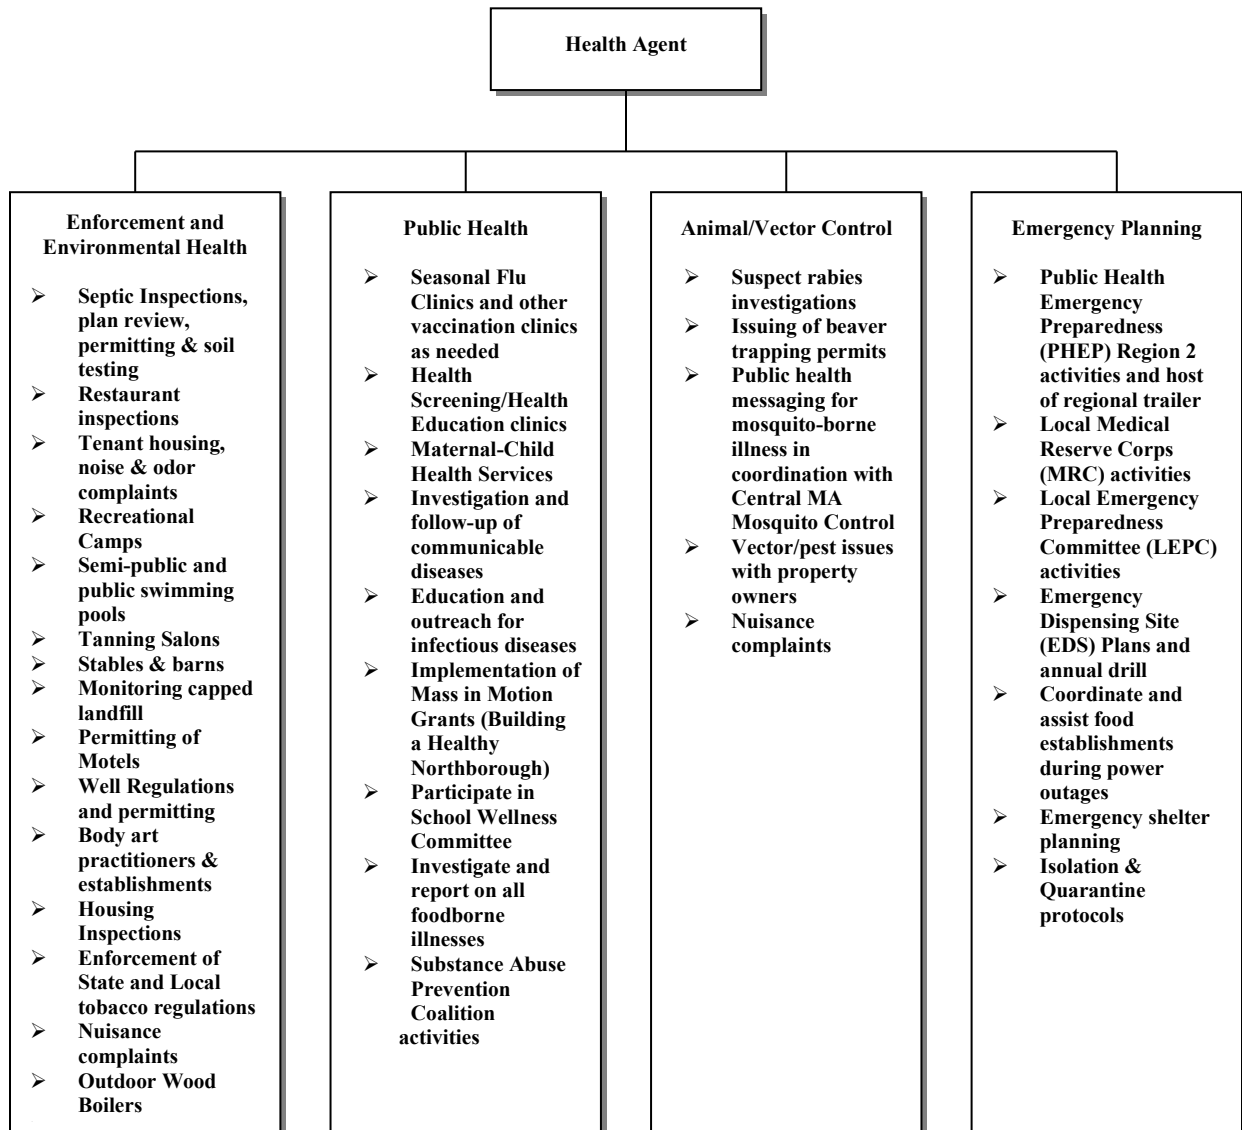 Health Agent
Enforcement and
Environmental Health
➢ Septic Inspections,
plan review,
permitting & soil
testing
➢ Restaurant
inspections
➢ Tenant housing,
noise & odor
complaints
➢ Recreational
Camps
➢ Semi-public and
public swimming
pools
➢ Tanning Salons
➢ Stables & barns
➢ Monitoring capped
landfill
➢ Permitting of
Motels
➢ Well Regulations
and permitting
➢ Body art
practitioners &
establishments
➢ Housing
Inspections
➢ Enforcement of
State and Local
tobacco regulations
➢ Nuisance
complaints
➢ Outdoor Wood
Boilers
Public Health
➢ Seasonal Flu
Clinics and other
vaccination clinics
as needed
➢ Health
Screening/Health
Education clinics
➢ Maternal-Child
Health Services
➢ Investigation and
follow-up of
communicable
diseases
➢ Education and
outreach for
infectious diseases
➢ Implementation of
Mass in Motion
Grants (Building
a Healthy
Northborough)
➢ Participate in
School Wellness
Committee
➢ Investigate and
report on all
foodborne
illnesses
➢ Substance Abuse
Prevention
Coalition
activities
Animal/Vector Control
➢ Suspect rabies
investigations
➢ Issuing of beaver
trapping permits
➢ Public health
messaging for
mosquito-borne
illness in
coordination with
Central MA
Mosquito Control
➢ Vector/pest issues
with property
owners
➢ Nuisance
complaints
Emergency Planning
➢ Public Health
Emergency
Preparedness
(PHEP) Region 2
activities and host
of regional trailer
➢ Local Medical
Reserve Corps
(MRC) activities
➢ Local Emergency
Preparedness
Committee (LEPC)
activities
➢ Emergency
Dispensing Site
(EDS) Plans and
annual drill
➢ Coordinate and
assist food
establishments
during power
outages
➢ Emergency shelter
planning
➢ Isolation &
Quarantine
protocols